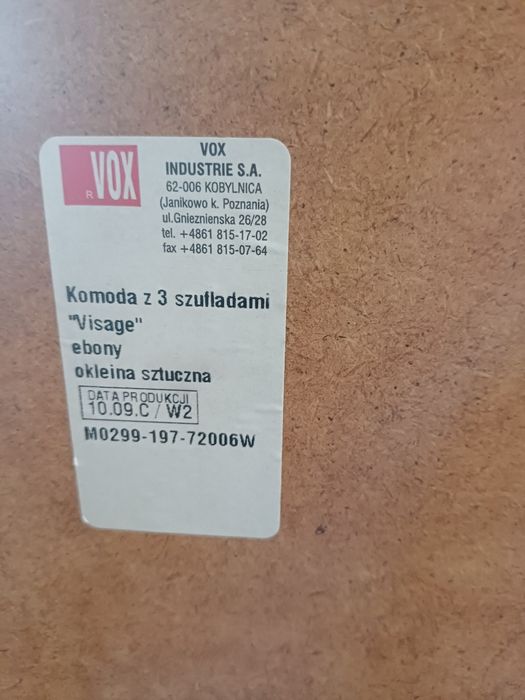 R VOX
VOX
INDUSTRIE S.A.
62-006 KOBYLNICA
(Janikowo k. Poznania)
ul.Gnieznienska 26/28
tel. +4861 815-17-02
fax +4861 815-07-64
Komoda z 3 szufladami
"Visage"
ebony
okleina sztuczna
DATA PRODUKCJI
10.09.C / W2
M0299-197-72006W